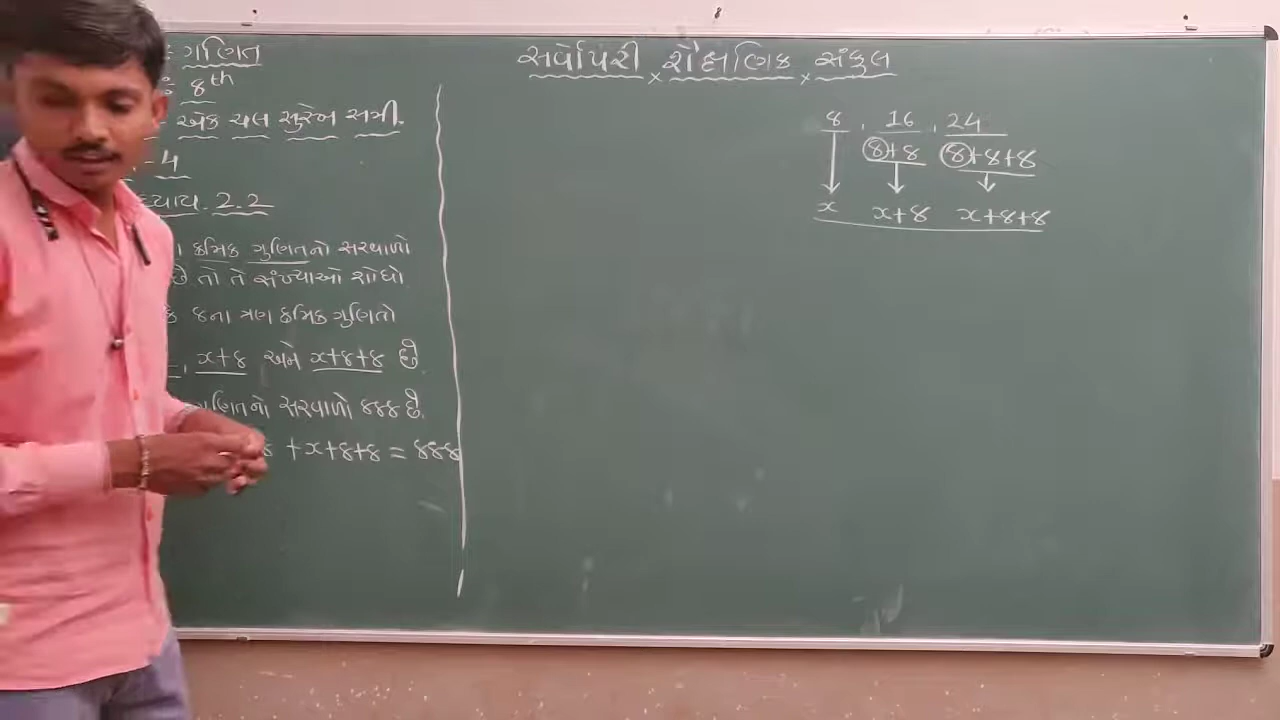 ગણિત
8th
- એક ચલ સુરેખ સમી.
- 4
ધ્યાય. 2.2
ક્રમિક ગુણિતનો સરવાળો
છે તો તે સંખ્યાઓ શોધો.
કે 8ના ત્રણ ક્રમિક ગુણિતો
, x+8 અને x+8+8 છે.
ગુણિતનો સરવાળો 888 છે.
8 +x+8+8 = 888
સર્વોપરી × શૈક્ષણિક × સંકુલ
8 , 16 , 24
8+8 8+8+8
x x+8 x+8+8